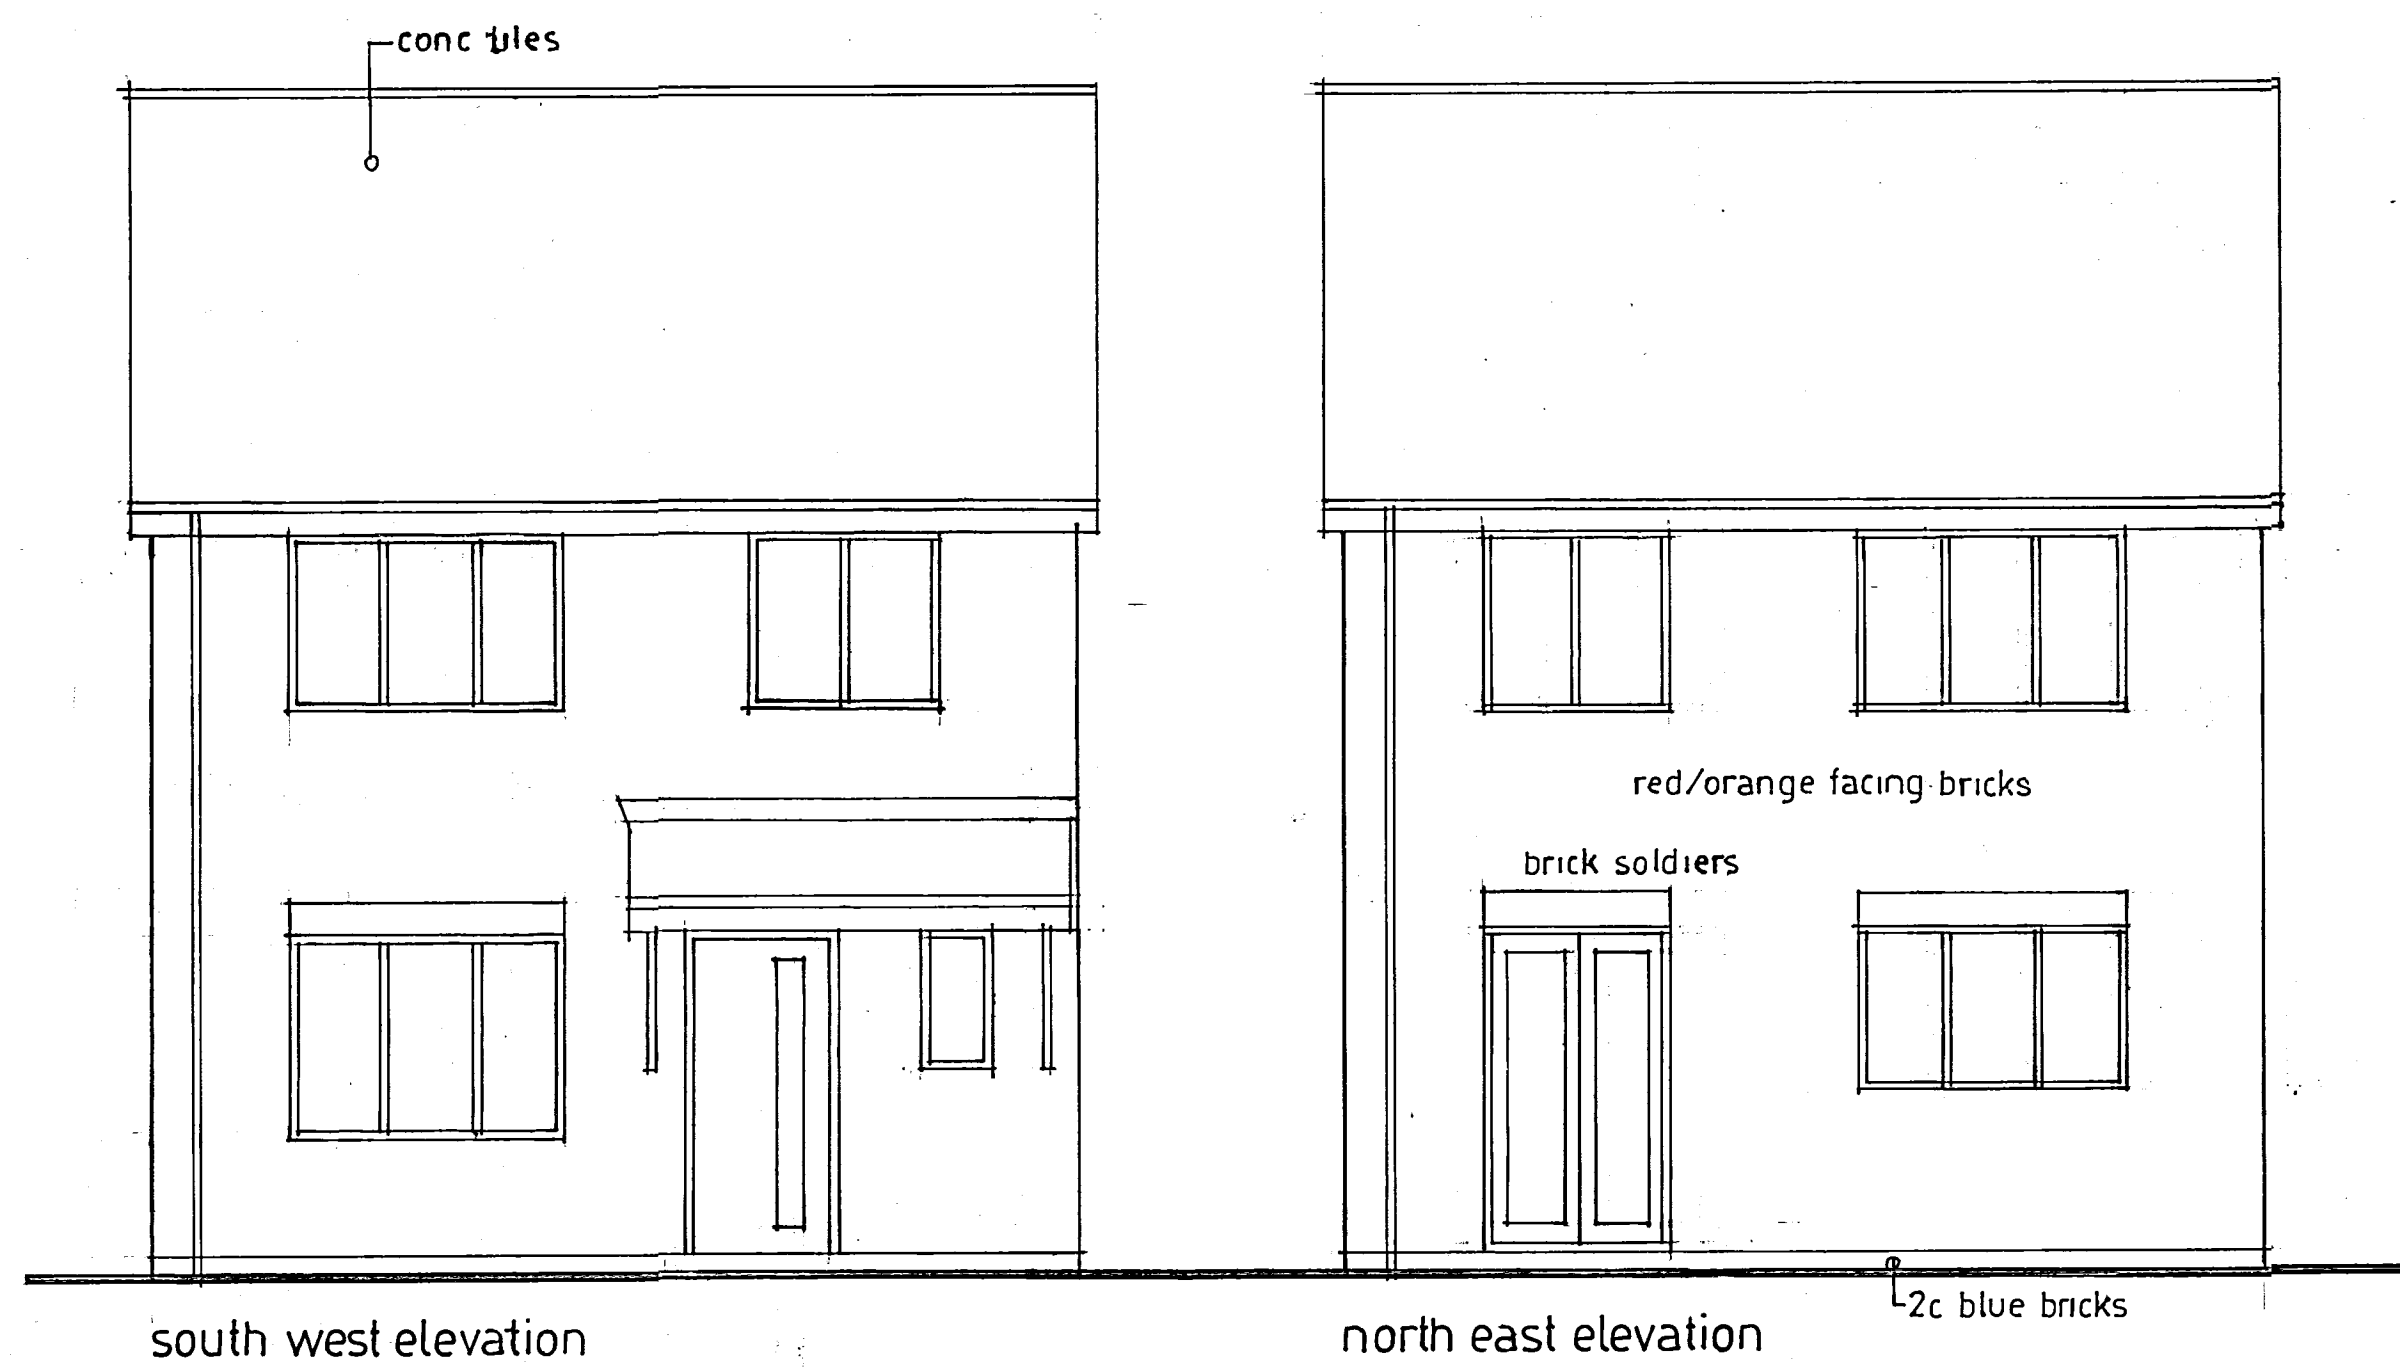 conc tiles
red/orange facing bricks
brick soldiers
2c blue bricks
south west elevation
north east elevation